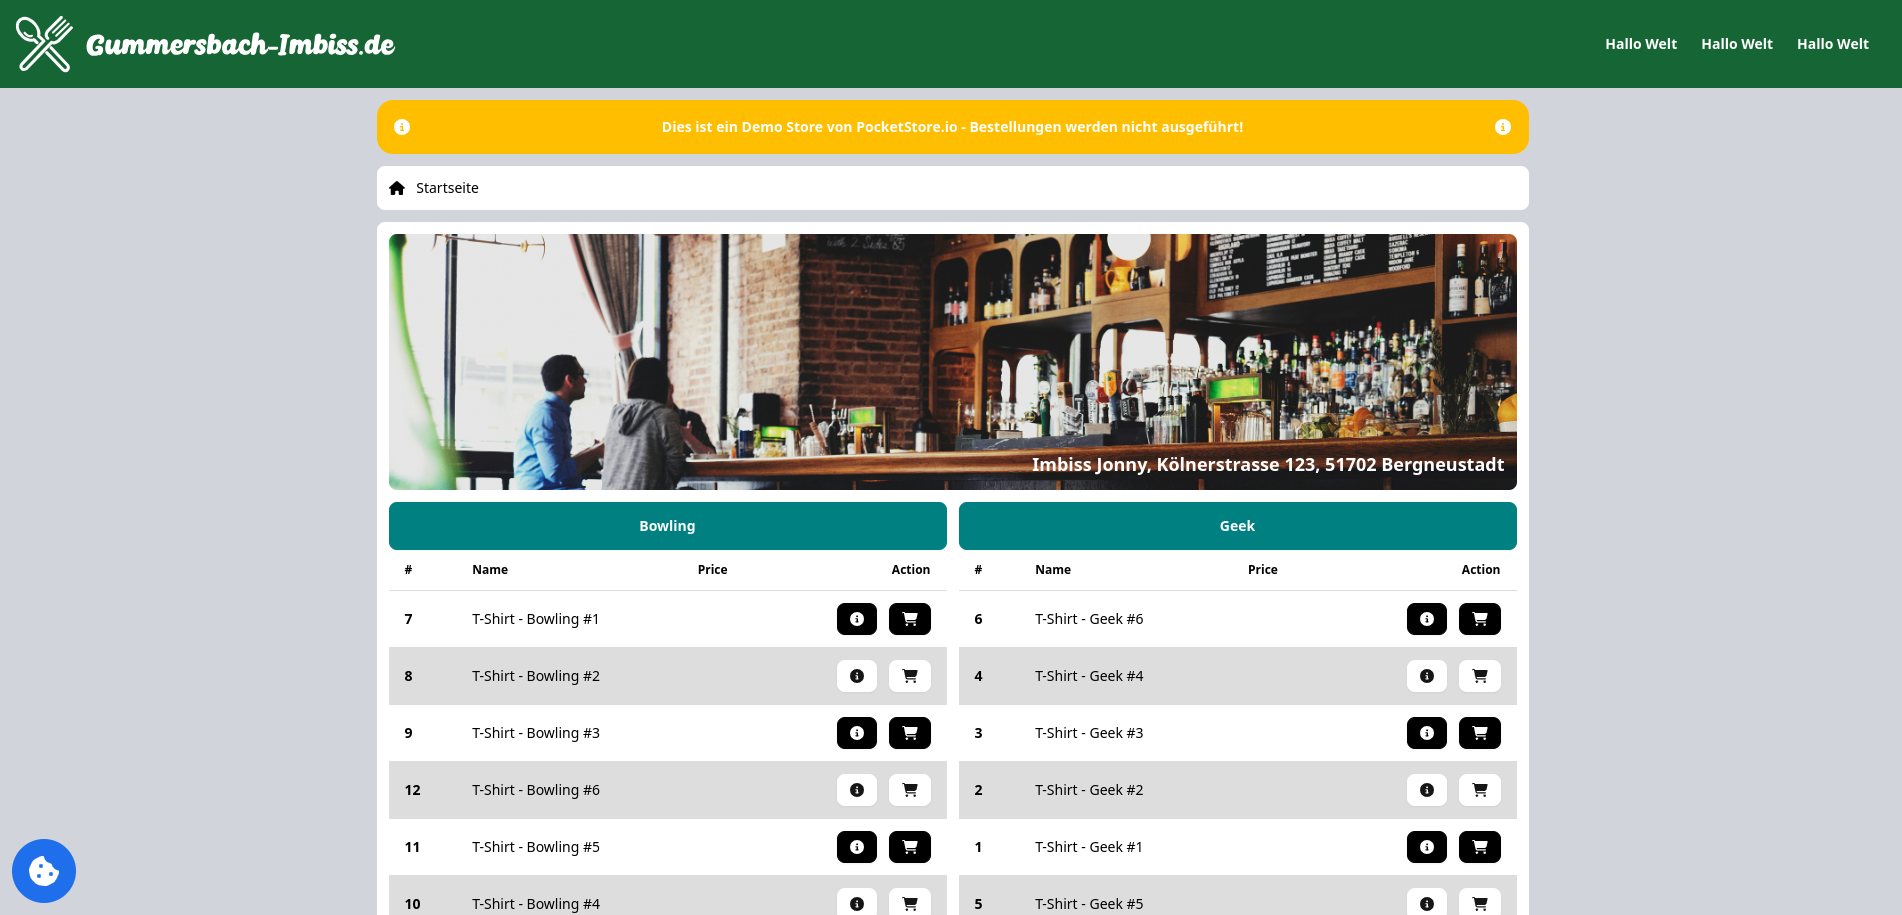 Gummersbach-Imbiss.de
Hallo Welt Hallo Welt Hallo Welt
Dies ist ein Demo Store von PocketStore.io - Bestellungen werden nicht ausgeführt!
Startseite
Imbiss Jonny, Kölnerstrasse 123, 51702 Bergneustadt
Bowling
# Name Price Action
7 T-Shirt - Bowling #1
8 T-Shirt - Bowling #2
9 T-Shirt - Bowling #3
12 T-Shirt - Bowling #6
11 T-Shirt - Bowling #5
10 T-Shirt - Bowling #4
Geek
# Name Price Action
6 T-Shirt - Geek #6
4 T-Shirt - Geek #4
3 T-Shirt - Geek #3
2 T-Shirt - Geek #2
1 T-Shirt - Geek #1
5 T-Shirt - Geek #5